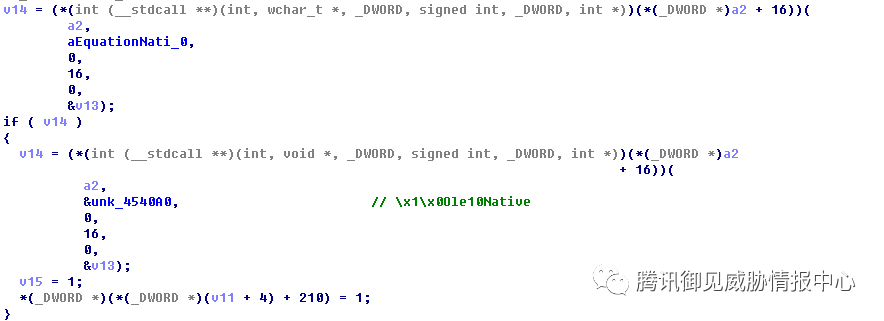 v14 = (*(int (__stdcall **)(int, wchar_t *, _DWORD, signed int, _DWORD, int *))(*(_DWORD *)a2 + 16))(
a2,
aEquationNati_0,
0,
16,
0,
&v13);
if ( v14 )
{
v14 = (*(int (__stdcall **)(int, void *, _DWORD, signed int, _DWORD, int *))(*(_DWORD *)a2
+ 16))(
a2,
&unk_4540A0, // \x1\x0Ole10Native
0,
16,
0,
&v13);
v15 = 1;
*(_DWORD *)(*(_DWORD *)(v11 + 4) + 210) = 1;
}
腾讯御见威胁情报中心